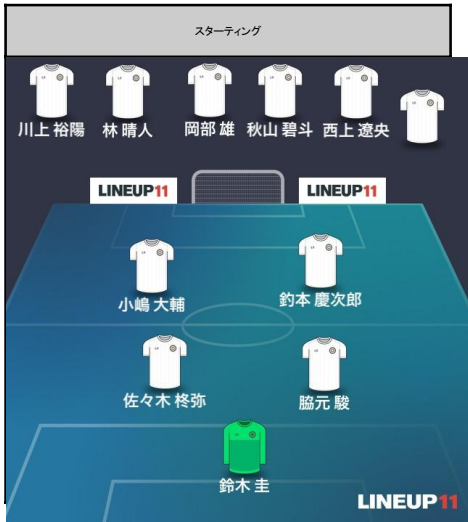 スターティング
川上 裕陽 林 晴人 岡部 雄 秋山 碧斗 西上 遼央
LINEUP11 LINEUP11
小嶋 大輔 釣本 慶次郎
佐々木 柊弥 脇元 駿
鈴木 圭
LINEUP11